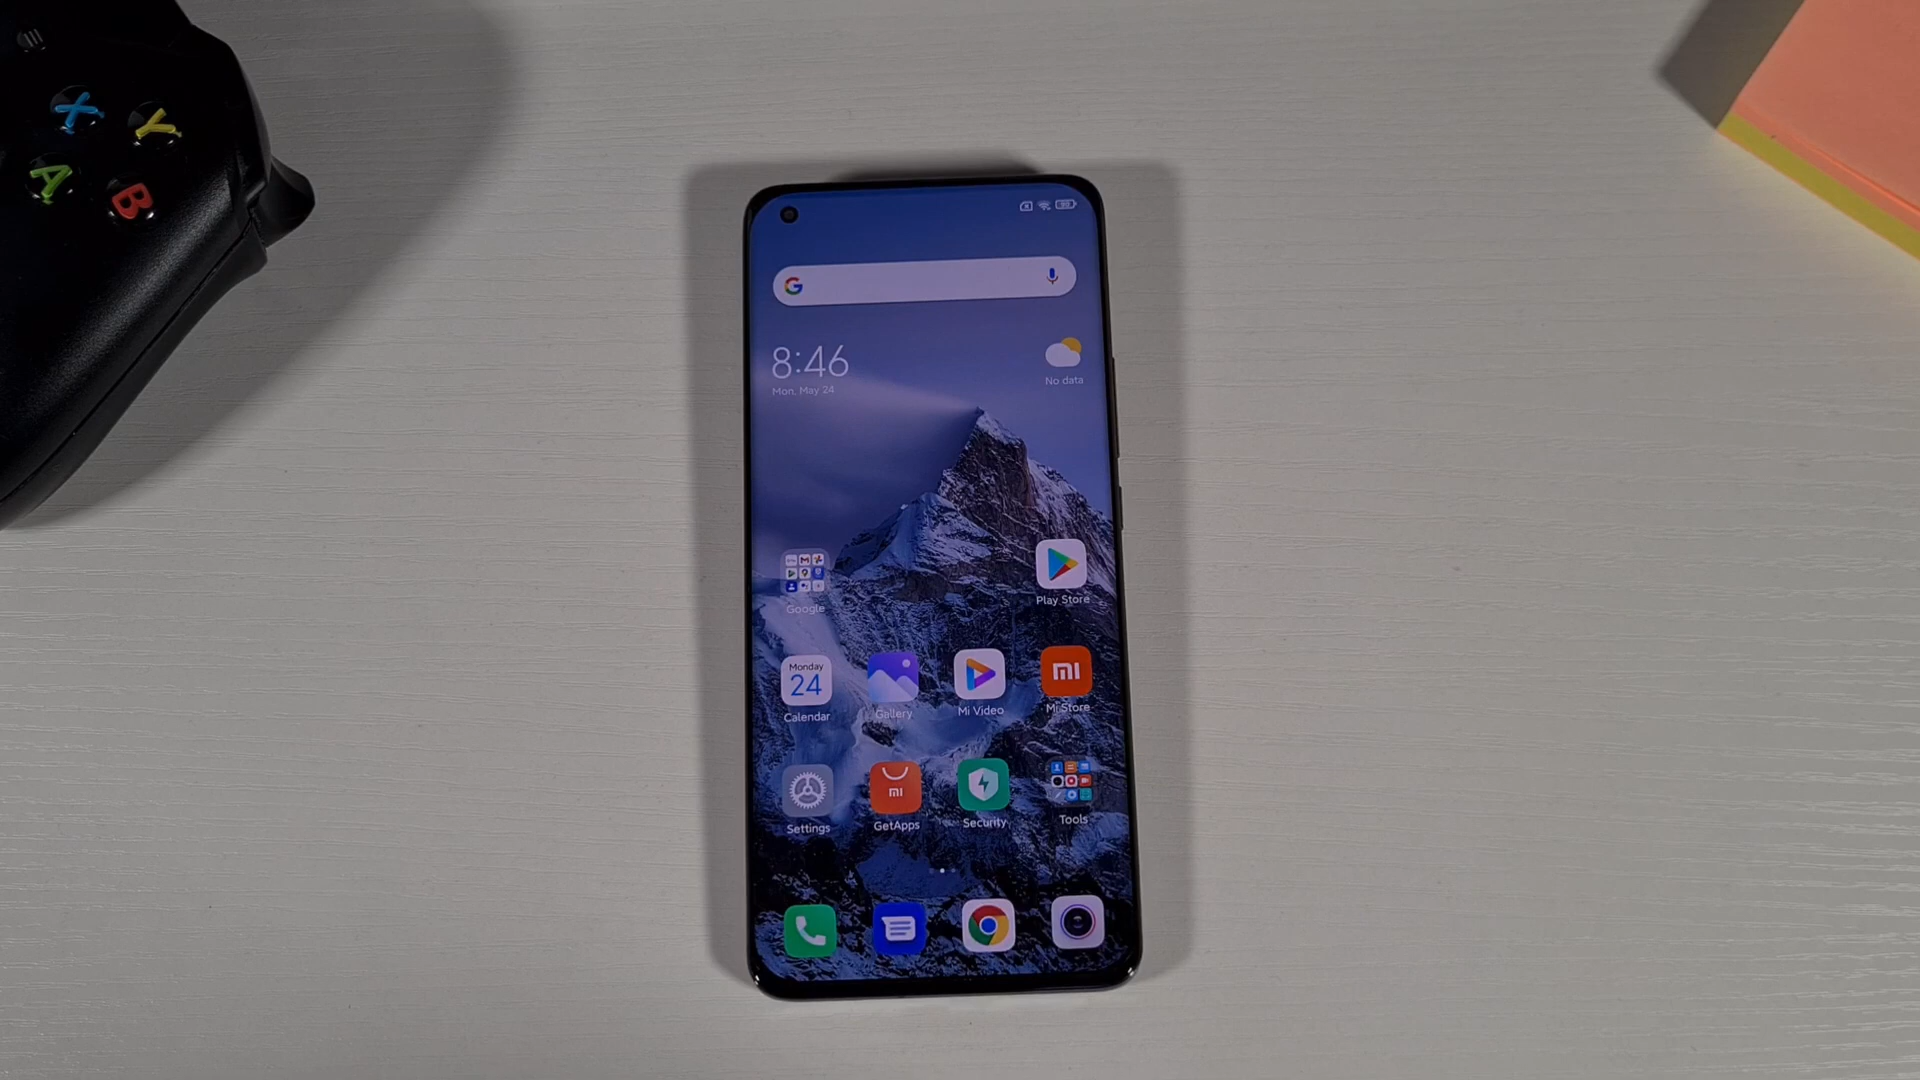 X
Y
A
B
G
8:46
Mon, May 24
No data
Google
Play Store
Monday
24
mi
Calendar
Gallery
Mi Video
Mi Store
mi
Settings
GetApps
Security
Tools